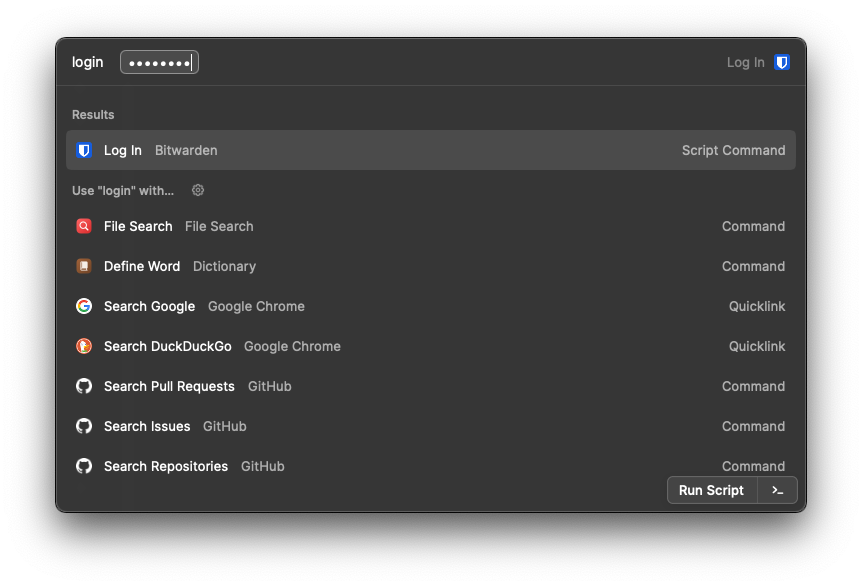 login ●●●●●●●● Log In
Results
Log In Bitwarden Script Command
Use "login" with...
File Search File Search Command
Define Word Dictionary Command
Search Google Google Chrome Quicklink
Search DuckDuckGo Google Chrome Quicklink
Search Pull Requests GitHub Command
Search Issues GitHub Command
Search Repositories GitHub Command
Run Script >_